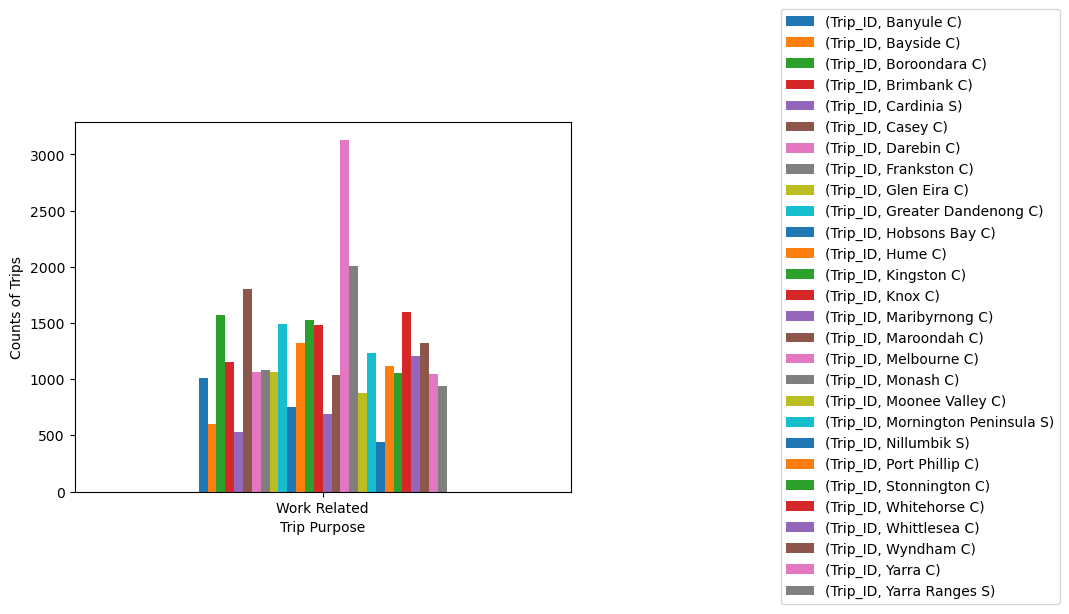 3000
2500
2000
1500
1000
500
0
Counts of Trips
Work Related
Trip Purpose
(Trip_ID, Banyule C)
(Trip_ID, Bayside C)
(Trip_ID, Boroondara C)
(Trip_ID, Brimbank C)
(Trip_ID, Cardinia S)
(Trip_ID, Casey C)
(Trip_ID, Darebin C)
(Trip_ID, Frankston C)
(Trip_ID, Glen Eira C)
(Trip_ID, Greater Dandenong C)
(Trip_ID, Hobsons Bay C)
(Trip_ID, Hume C)
(Trip_ID, Kingston C)
(Trip_ID, Knox C)
(Trip_ID, Maribyrnong C)
(Trip_ID, Maroondah C)
(Trip_ID, Melbourne C)
(Trip_ID, Monash C)
(Trip_ID, Moonee Valley C)
(Trip_ID, Mornington Peninsula S)
(Trip_ID, Nillumbik S)
(Trip_ID, Port Phillip C)
(Trip_ID, Stonnington C)
(Trip_ID, Whitehorse C)
(Trip_ID, Whittlesea C)
(Trip_ID, Wyndham C)
(Trip_ID, Yarra C)
(Trip_ID, Yarra Ranges S)